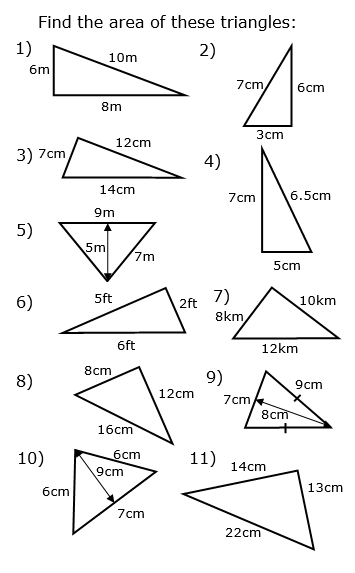 Find the area of these triangles:
1)
6m
10m
8m
2)
7cm
6cm
3cm
3)
7cm
12cm
14cm
4)
7cm
6.5cm
5cm
5)
9m
5m
7m
6)
5ft
2ft
6ft
7)
8km
10km
12km
8)
8cm
12cm
16cm
9)
7cm
9cm
8cm
10)
6cm
9cm
6cm
7cm
11)
14cm
13cm
22cm